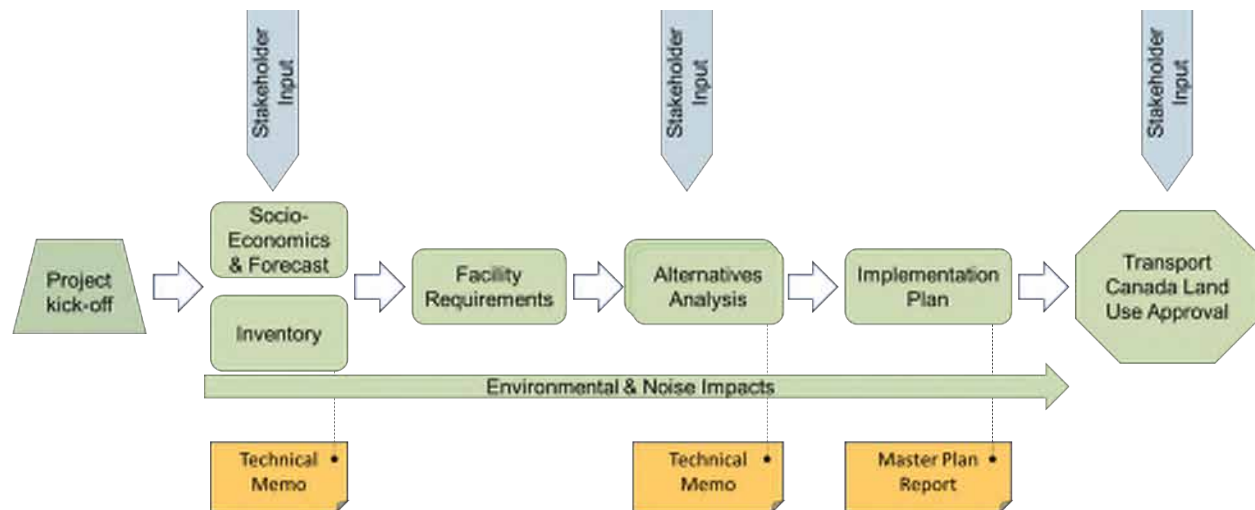 Stakeholder
Input
Stakeholder
Input
Stakeholder
Input
Project
kick-off
Socio-
Economics
& Forecast
Inventory
Facility
Requirements
Alternatives
Analysis
Implementation
Plan
Transport
Canada Land
Use Approval
Environmental & Noise Impacts
Technical
Memo
Technical
Memo
Master Plan
Report